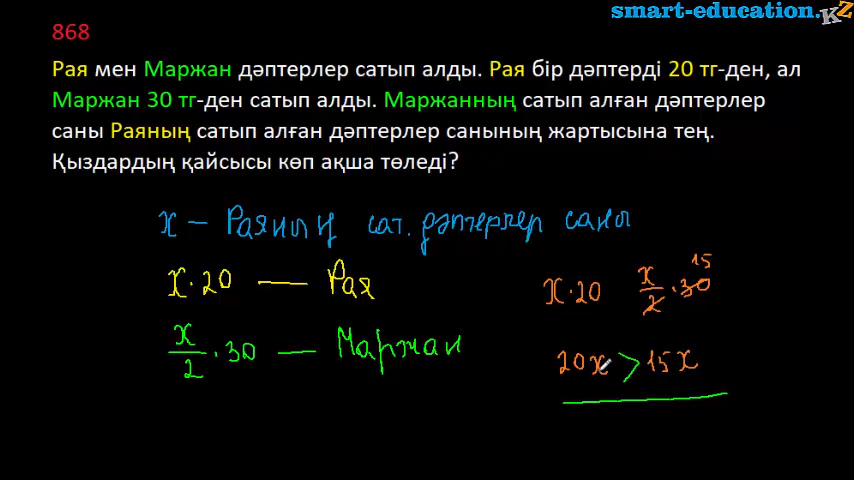 smart-education.KZ
868
Рая мен Маржан дәптерлер сатып алды. Рая бір дәптерді 20 тг-ден, ал
Маржан 30 тг-ден сатып алды. Маржанның сатып алған дәптерлер
саны Раяның сатып алған дәптерлер санының жартысына тең.
Қыздардың қайсысы көп ақша төледі?
x — Раяның сат. дәптерлер саны
x · 20 — Рая
x/2 · 30 — Маржан
x · 20 x/2 · 30 15
20x > 15x